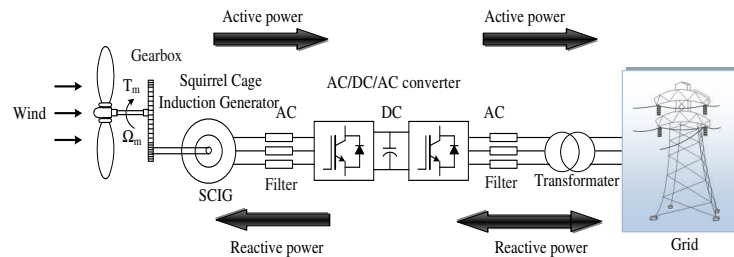 Active power
Active power
Gearbox
Squirrel Cage
Induction Generator
AC/DC/AC converter
Tm
Wind
Ωm
AC
DC
AC
Filter
SCIG
Filter
Transformater
Reactive power
Reactive power
Grid